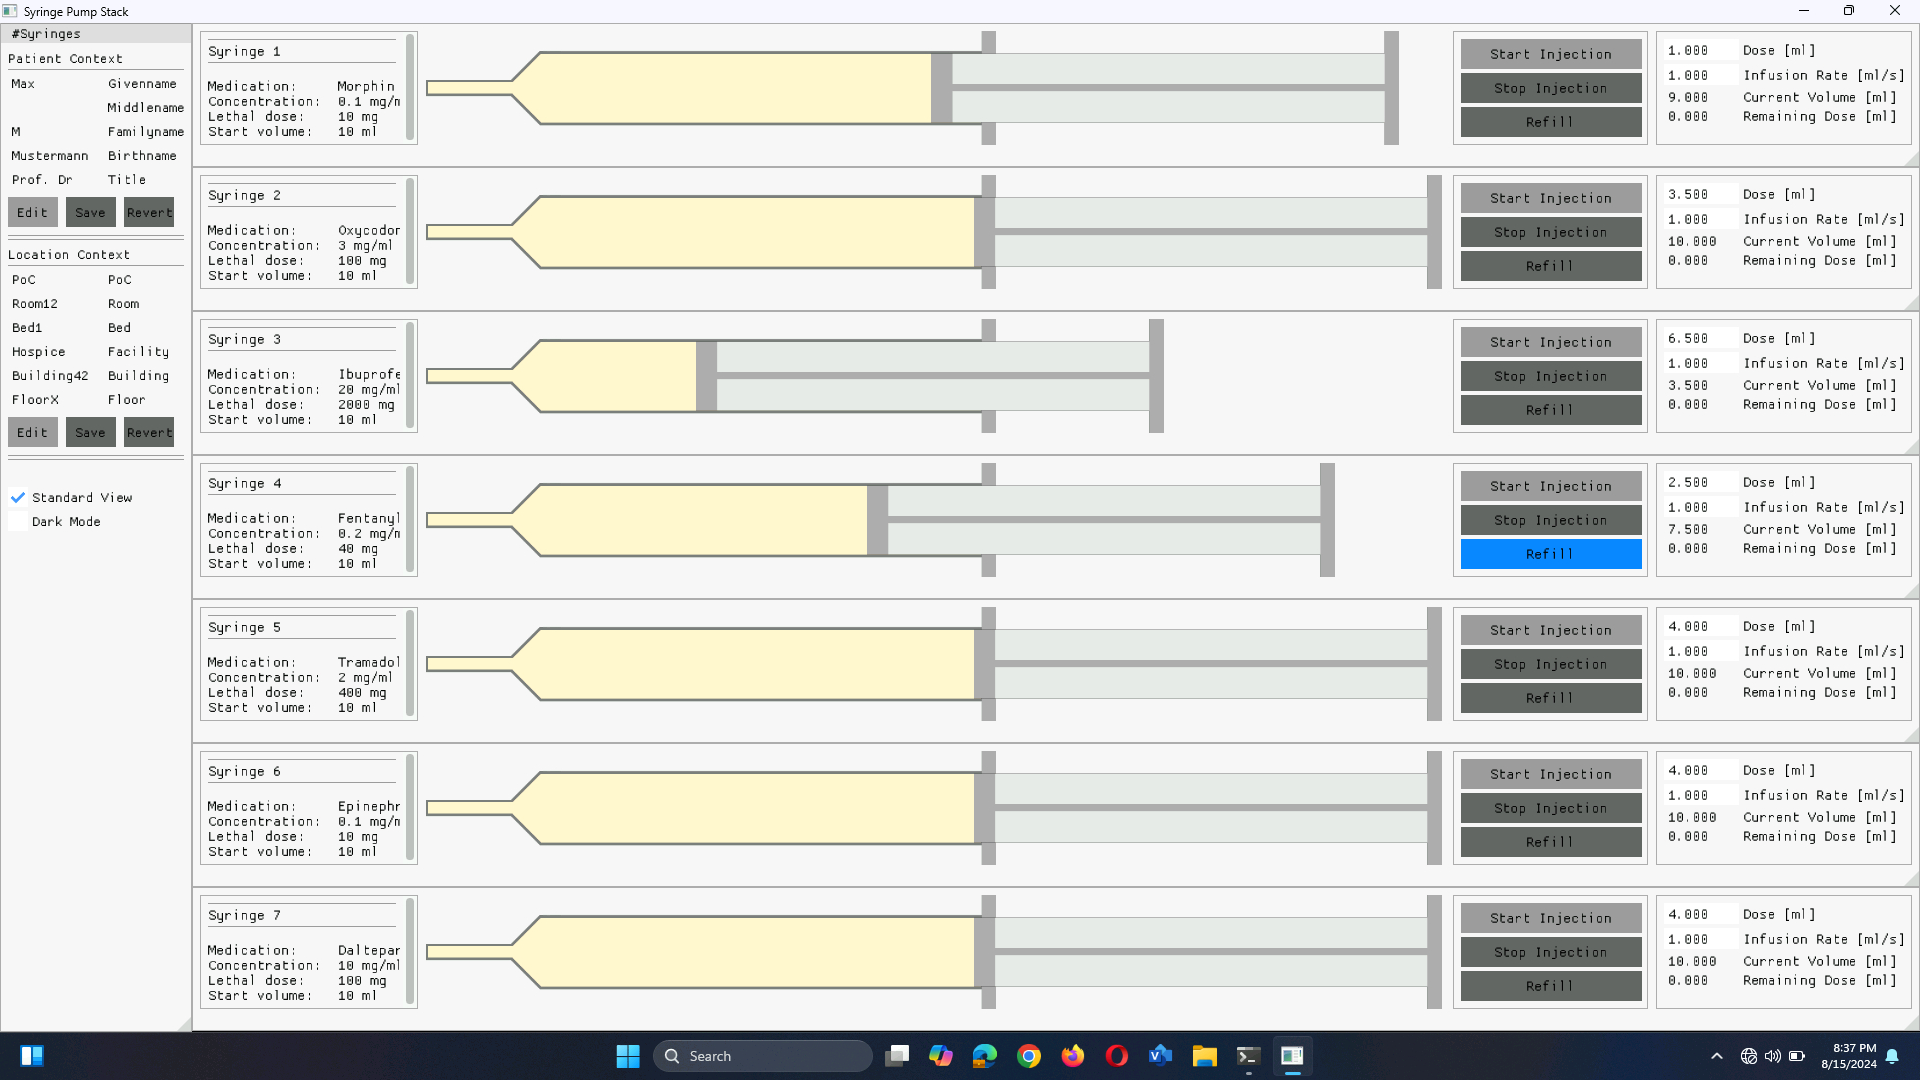 Syringe Pump Stack
#Syringes
Patient Context
Max Givenname
Middlename
M Familyname
Mustermann Birthname
Prof. Dr Title
Edit Save Revert
Location Context
PoC PoC
Room12 Room
Bed1 Bed
Hospice Facility
Building42 Building
FloorX Floor
Edit Save Revert
Standard View
Dark Mode
Syringe 1
Medication: Morphin
Concentration: 0.1 mg/m
Lethal dose: 10 mg
Start volume: 10 ml
Start Injection
Stop Injection
Refill
1.000 Dose [ml]
1.000 Infusion Rate [ml/s]
9.000 Current Volume [ml]
0.000 Remaining Dose [ml]
Syringe 2
Medication: Oxycodor
Concentration: 3 mg/ml
Lethal dose: 100 mg
Start volume: 10 ml
Start Injection
Stop Injection
Refill
3.500 Dose [ml]
1.000 Infusion Rate [ml/s]
10.000 Current Volume [ml]
0.000 Remaining Dose [ml]
Syringe 3
Medication: Ibuprofe
Concentration: 20 mg/ml
Lethal dose: 2000 mg
Start volume: 10 ml
Start Injection
Stop Injection
Refill
6.500 Dose [ml]
1.000 Infusion Rate [ml/s]
3.500 Current Volume [ml]
0.000 Remaining Dose [ml]
Syringe 4
Medication: Fentanyl
Concentration: 0.2 mg/m
Lethal dose: 40 mg
Start volume: 10 ml
Start Injection
Stop Injection
Refill
2.500 Dose [ml]
1.000 Infusion Rate [ml/s]
7.500 Current Volume [ml]
0.000 Remaining Dose [ml]
Syringe 5
Medication: Tramadol
Concentration: 2 mg/ml
Lethal dose: 400 mg
Start volume: 10 ml
Start Injection
Stop Injection
Refill
4.000 Dose [ml]
1.000 Infusion Rate [ml/s]
10.000 Current Volume [ml]
0.000 Remaining Dose [ml]
Syringe 6
Medication: Epinephr
Concentration: 0.1 mg/m
Lethal dose: 10 mg
Start volume: 10 ml
Start Injection
Stop Injection
Refill
4.000 Dose [ml]
1.000 Infusion Rate [ml/s]
10.000 Current Volume [ml]
0.000 Remaining Dose [ml]
Syringe 7
Medication: Daltepar
Concentration: 10 mg/ml
Lethal dose: 100 mg
Start volume: 10 ml
Start Injection
Stop Injection
Refill
4.000 Dose [ml]
1.000 Infusion Rate [ml/s]
10.000 Current Volume [ml]
0.000 Remaining Dose [ml]
Search
8:37 PM
8/15/2024